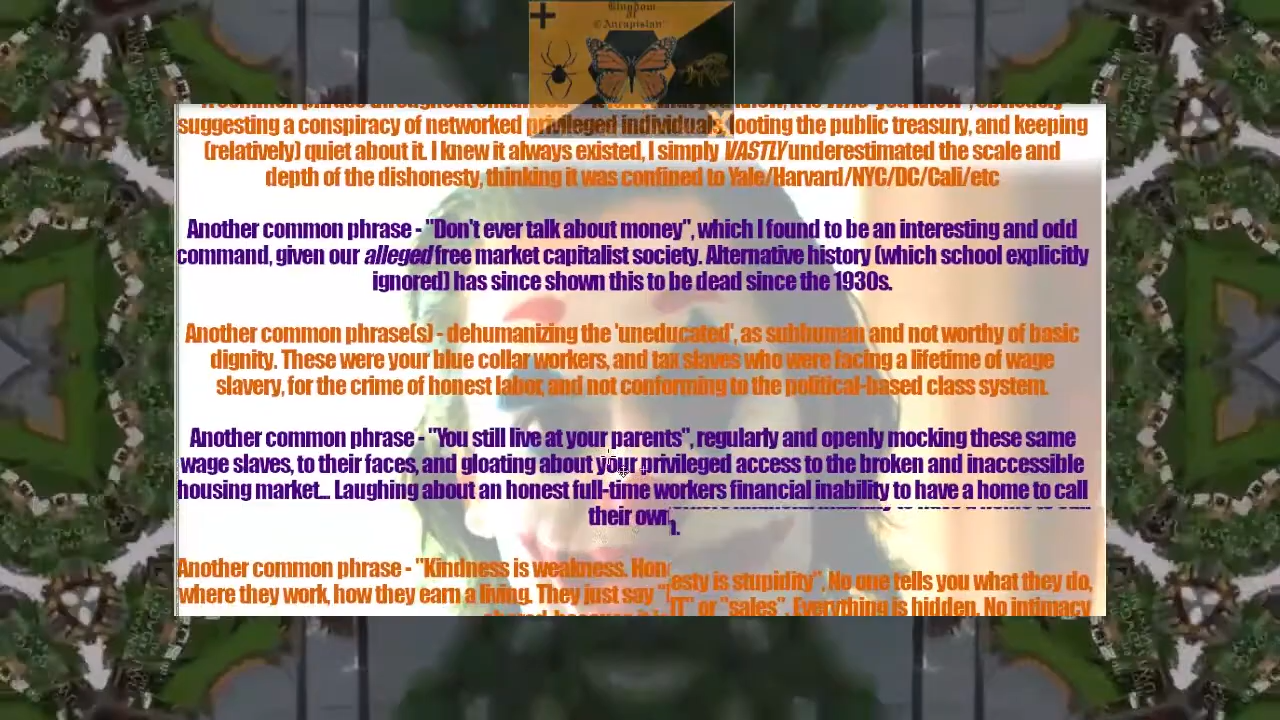 Kingdom
of
© Ancapistan
A common phrase throughout
suggesting a conspiracy of networked privileged individuals looting the public treasury, and keeping
(relatively) quiet about it. I knew it always existed, I simply VASTLY underestimated the scale and
depth of the dishonesty, thinking it was confined to Yale/Harvard/NYC/DC/Cali/etc
Another common phrase - "Don't ever talk about money", which I found to be an interesting and odd
command, given our alleged free market capitalist society. Alternative history (which school explicitly
ignored) has since shown this to be dead since the 1930s.
Another common phrase(s) - dehumanizing the 'uneducated', as subhuman and not worthy of basic
dignity. These were your blue collar workers, and tax slaves who were facing a lifetime of wage
slavery, for the crime of honest labor, and not conforming to the political-based class system.
Another common phrase - "You still live at your parents", regularly and openly mocking these same
wage slaves, to their faces, and gloating about your privileged access to the broken and inaccessible
housing market... Laughing about an honest full-time workers financial inability to have a home to call
their own.
Another common phrase - "Kindness is weakness. Honesty is stupidity", No one tells you what they do,
where they work, how they earn a living. They just say "IT" or "sales". Everything is hidden. No intimacy